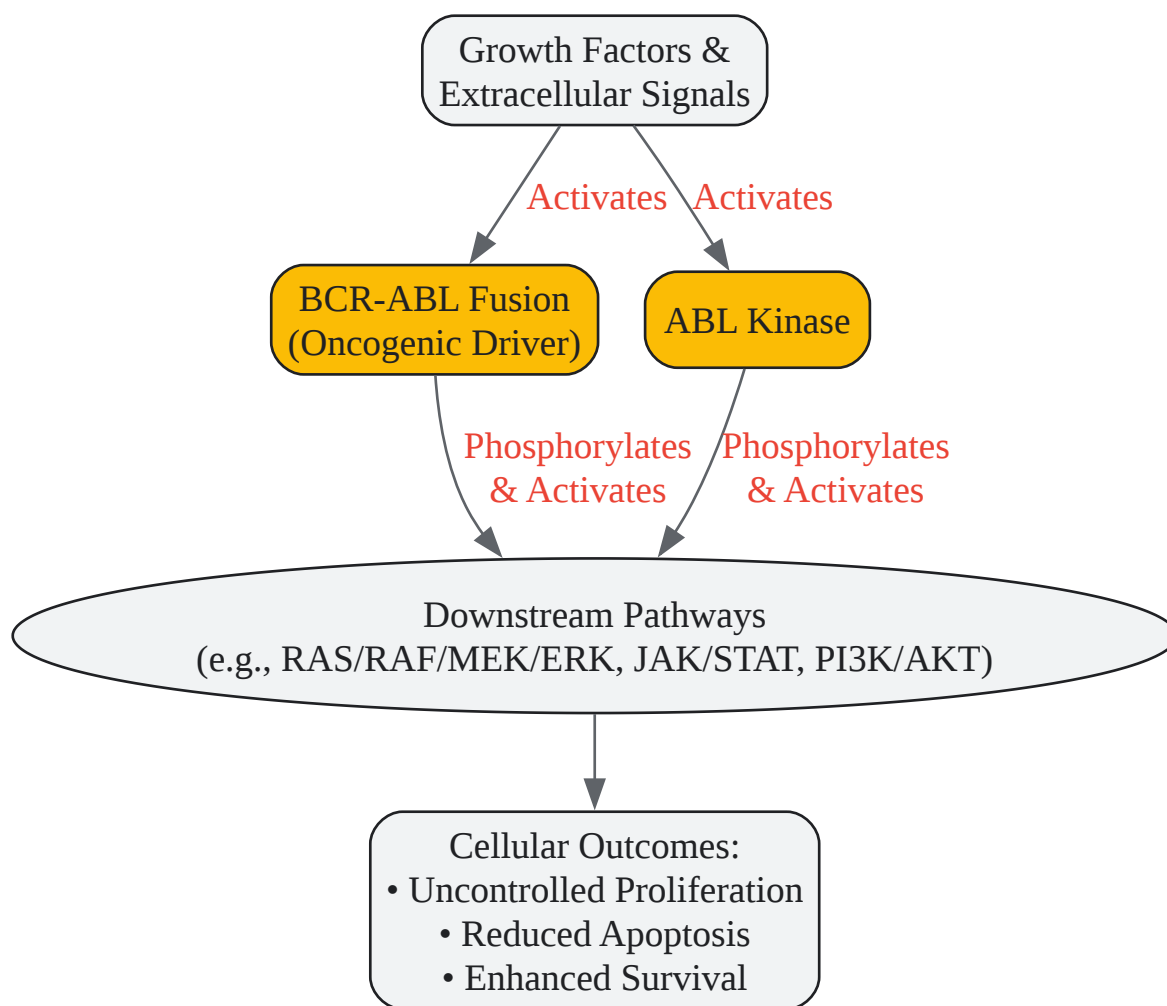 Growth Factors &
Extracellular Signals
Activates
Activates
BCR-ABL Fusion
(Oncogenic Driver)
ABL Kinase
Phosphorylates
& Activates
Phosphorylates
& Activates
Downstream Pathways
(e.g., RAS/RAF/MEK/ERK, JAK/STAT, PI3K/AKT)
Cellular Outcomes:
• Uncontrolled Proliferation
• Reduced Apoptosis
• Enhanced Survival